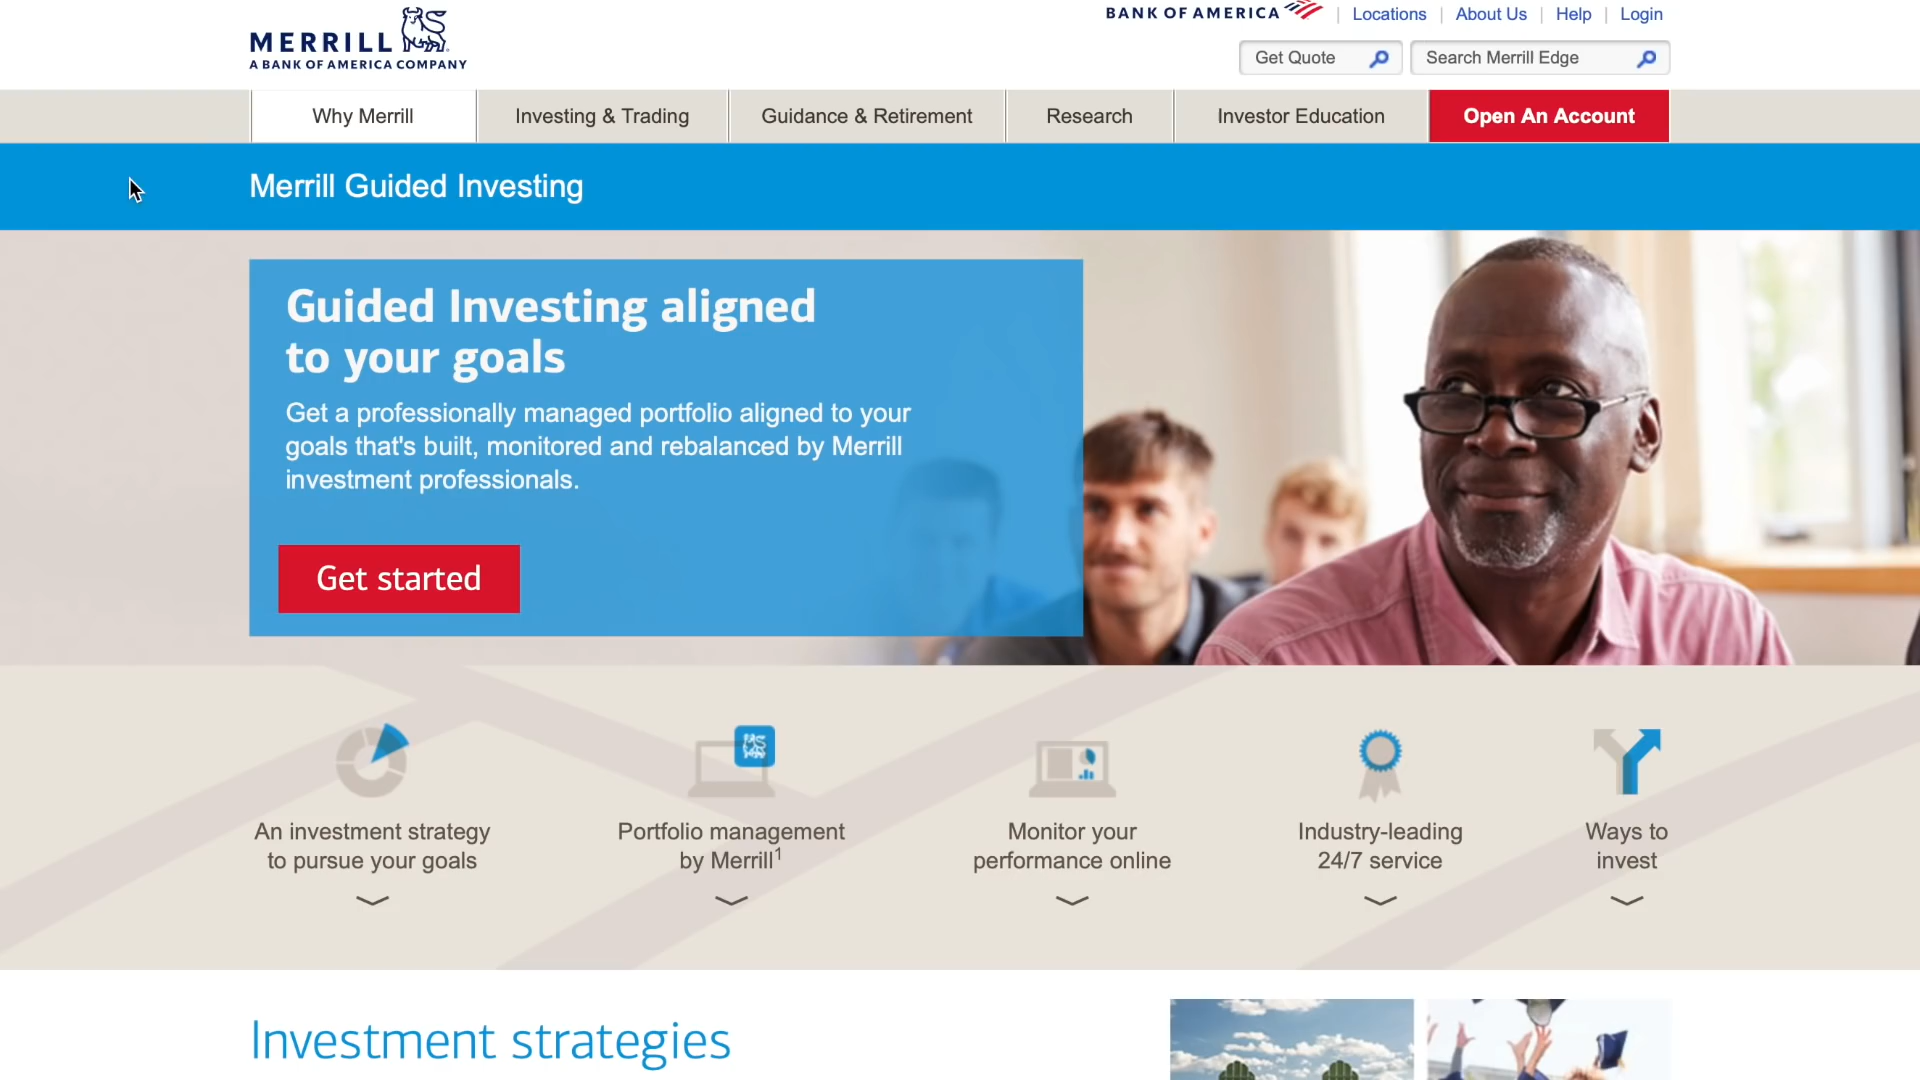 MERRILL
A BANK OF AMERICA COMPANY
BANK OF AMERICA
Locations
About Us
Help
Login
Get Quote
Search Merrill Edge
Why Merrill
Investing & Trading
Guidance & Retirement
Research
Investor Education
Open An Account
Merrill Guided Investing
Guided Investing aligned
to your goals
Get a professionally managed portfolio aligned to your
goals that's built, monitored and rebalanced by Merrill
investment professionals.
Get started
An investment strategy
to pursue your goals
Portfolio management
by Merrill¹
Monitor your
performance online
Industry-leading
24/7 service
Ways to
invest
Investment strategies